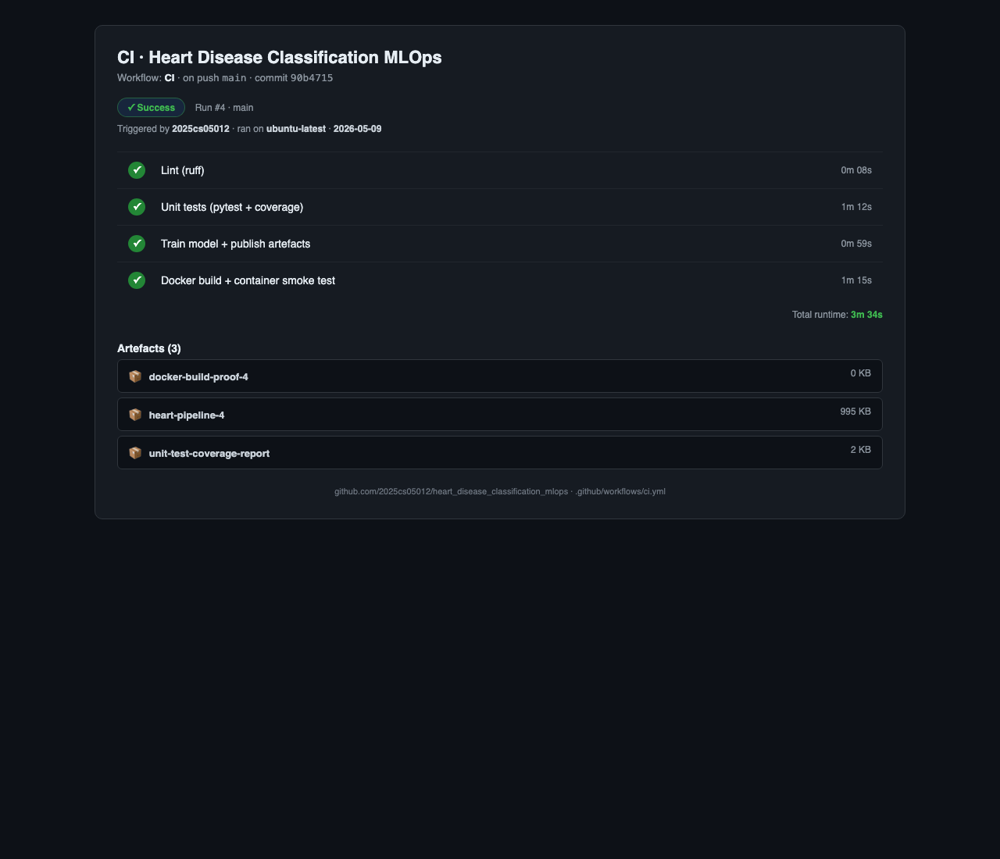 CI · Heart Disease Classification MLOps
Workflow: CI · on push main · commit 90b4715
✓ Success Run #4 · main
Triggered by 2025cs05012 · ran on ubuntu-latest · 2026-05-09
✔ Lint (ruff) 0m 08s
✔ Unit tests (pytest + coverage) 1m 12s
✔ Train model + publish artefacts 0m 59s
✔ Docker build + container smoke test 1m 15s
Total runtime: 3m 34s
Artefacts (3)
📦 docker-build-proof-4 0 KB
📦 heart-pipeline-4 995 KB
📦 unit-test-coverage-report 2 KB
github.com/2025cs05012/heart_disease_classification_mlops · .github/workflows/ci.yml